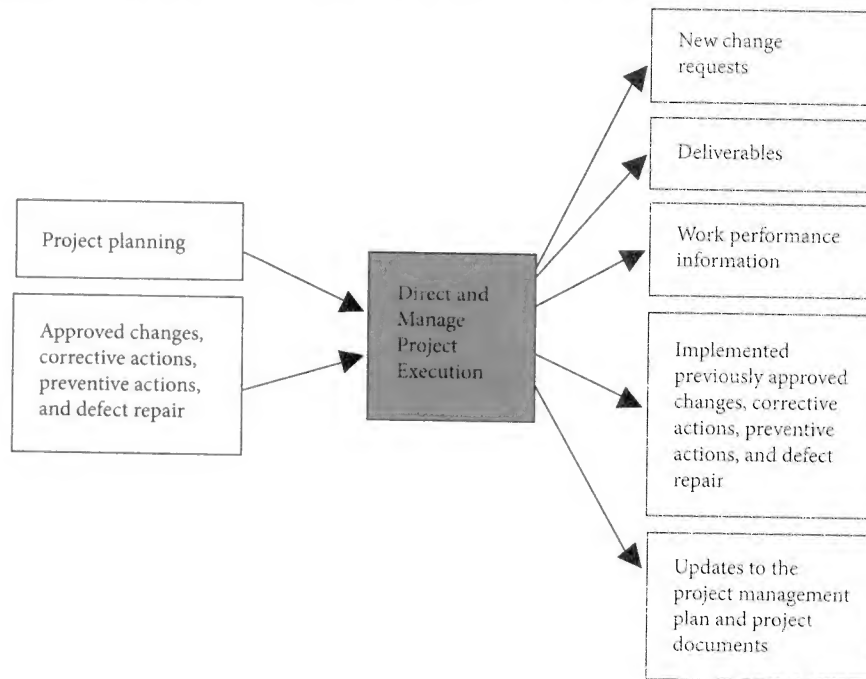 Project planning
Approved changes,
corrective actions,
preventive actions,
and defect repair
Direct and
Manage
Project
Execution
New change
requests
Deliverables
Work performance
information
Implemented
previously approved
changes, corrective
actions, preventive
actions, and defect
repair
Updates to the
project management
plan and project
documents